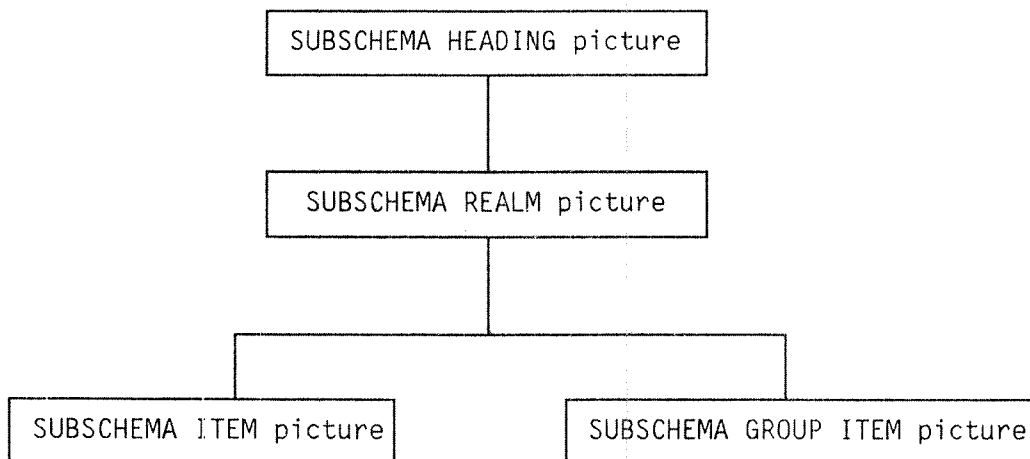 SUBSCHEMA HEADING picture
SUBSCHEMA REALM picture
SUBSCHEMA ITEM picture
SUBSCHEMA GROUP ITEM picture